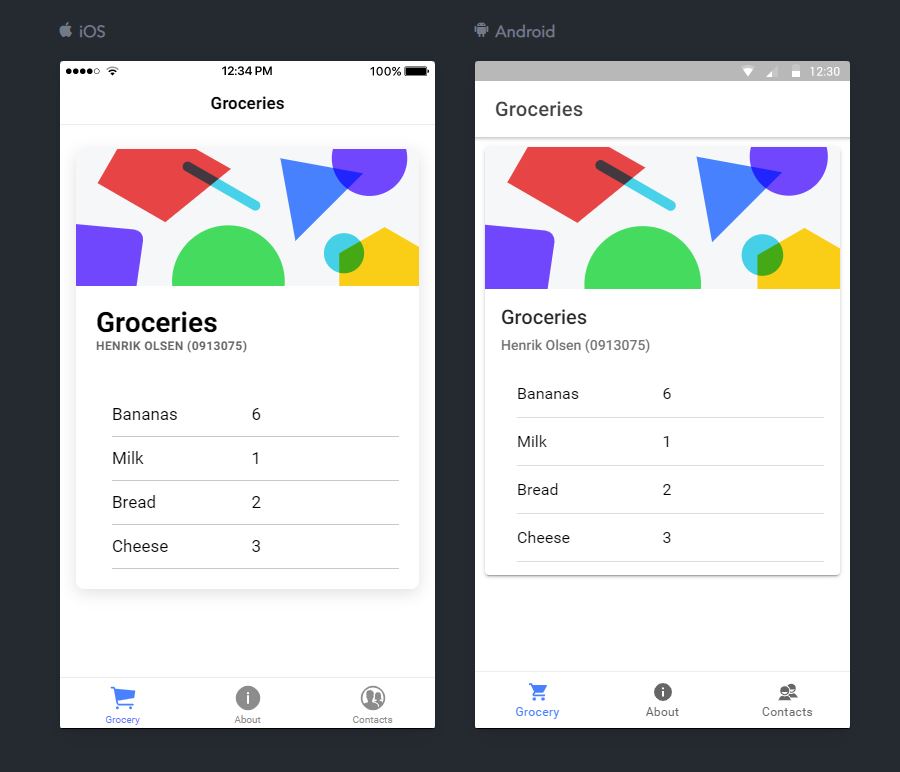 iOS
12:34 PM 100%
Groceries
Groceries
HENRIK OLSEN (0913075)
Bananas 6
Milk 1
Bread 2
Cheese 3
Grocery About Contacts
Android
12:30
Groceries
Groceries
Henrik Olsen (0913075)
Bananas 6
Milk 1
Bread 2
Cheese 3
Grocery About Contacts